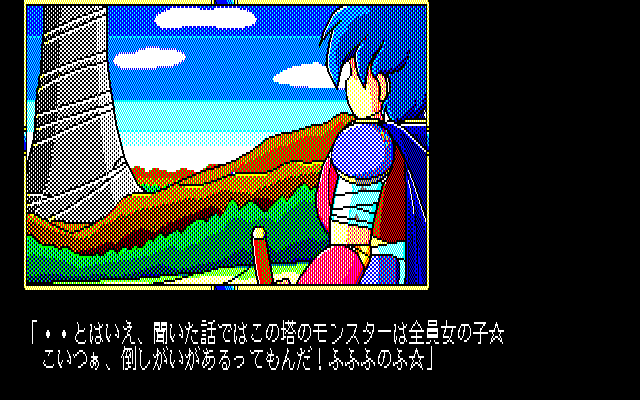 「・・とはいえ、聞いた話ではこの塔のモンスターは全員女の子☆
こいつぁ、倒しがいがあるってもんだ！ふふふのふ☆」